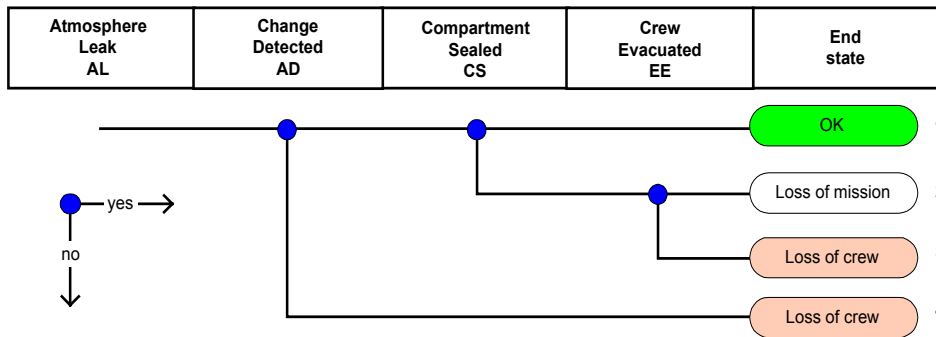 Atmosphere
Leak
AL
Change
Detected
AD
Compartment
Sealed
CS
Crew
Evacuated
EE
End
state
OK
yes
Loss of mission
no
Loss of crew
Loss of crew